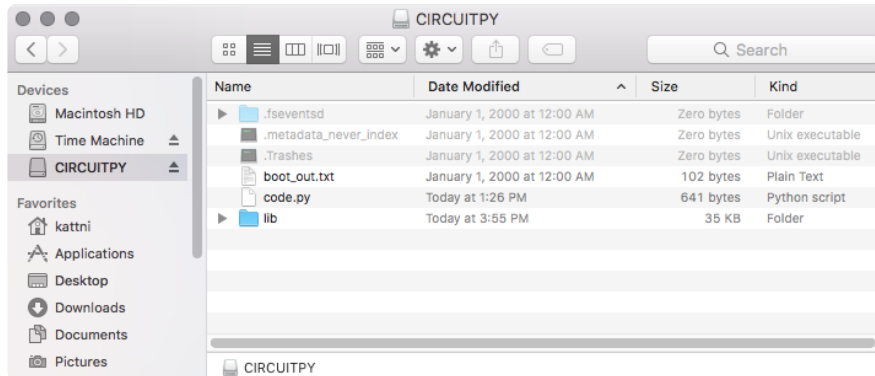 CIRCUITPY
Search
Devices
Macintosh HD
Time Machine
CIRCUITPY
Favorites
kattni
Applications
Desktop
Downloads
Documents
Pictures
Name Date Modified Size Kind
.fseventsd January 1, 2000 at 12:00 AM Zero bytes Folder
.metadata_never_index January 1, 2000 at 12:00 AM Zero bytes Unix executable
.Trashes January 1, 2000 at 12:00 AM Zero bytes Unix executable
boot_out.txt January 1, 2000 at 12:00 AM 102 bytes Plain Text
code.py Today at 1:26 PM 641 bytes Python script
lib Today at 3:55 PM 35 KB Folder
CIRCUITPY